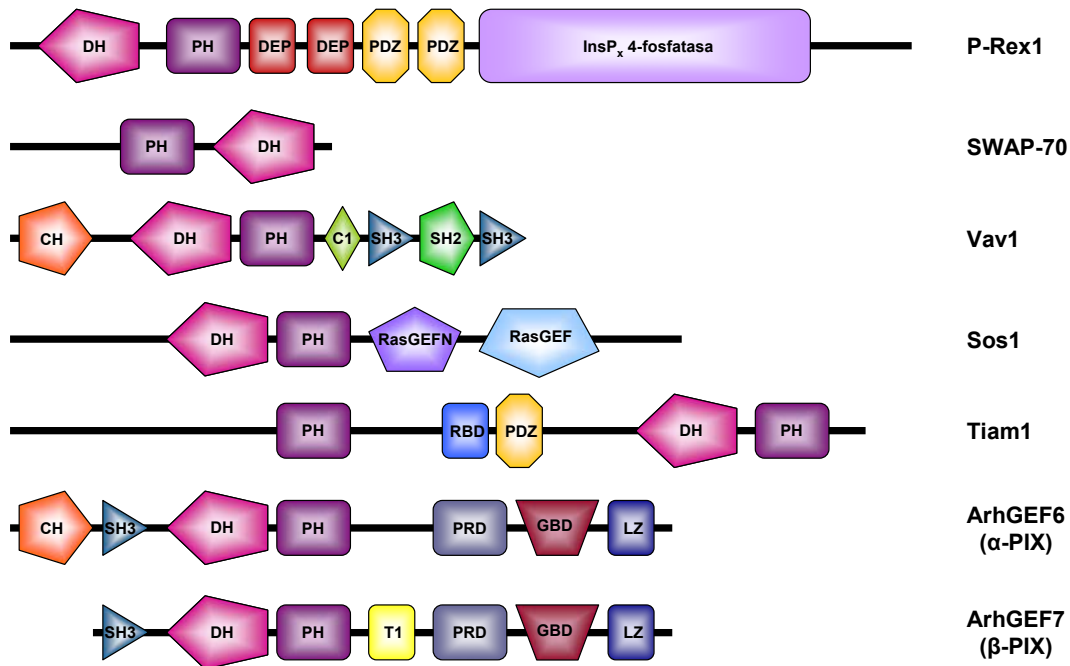 DH PH DEP DEP PDZ PDZ InsPₓ 4-fosfatasa P-Rex1
PH DH SWAP-70
CH DH PH C1 SH3 SH2 SH3 Vav1
DH PH RasGEFN RasGEF Sos1
PH RBD PDZ DH PH Tiam1
CH SH3 DH PH PRD GBD LZ ArhGEF6
(α-PIX)
SH3 DH PH T1 PRD GBD LZ ArhGEF7
(β-PIX)